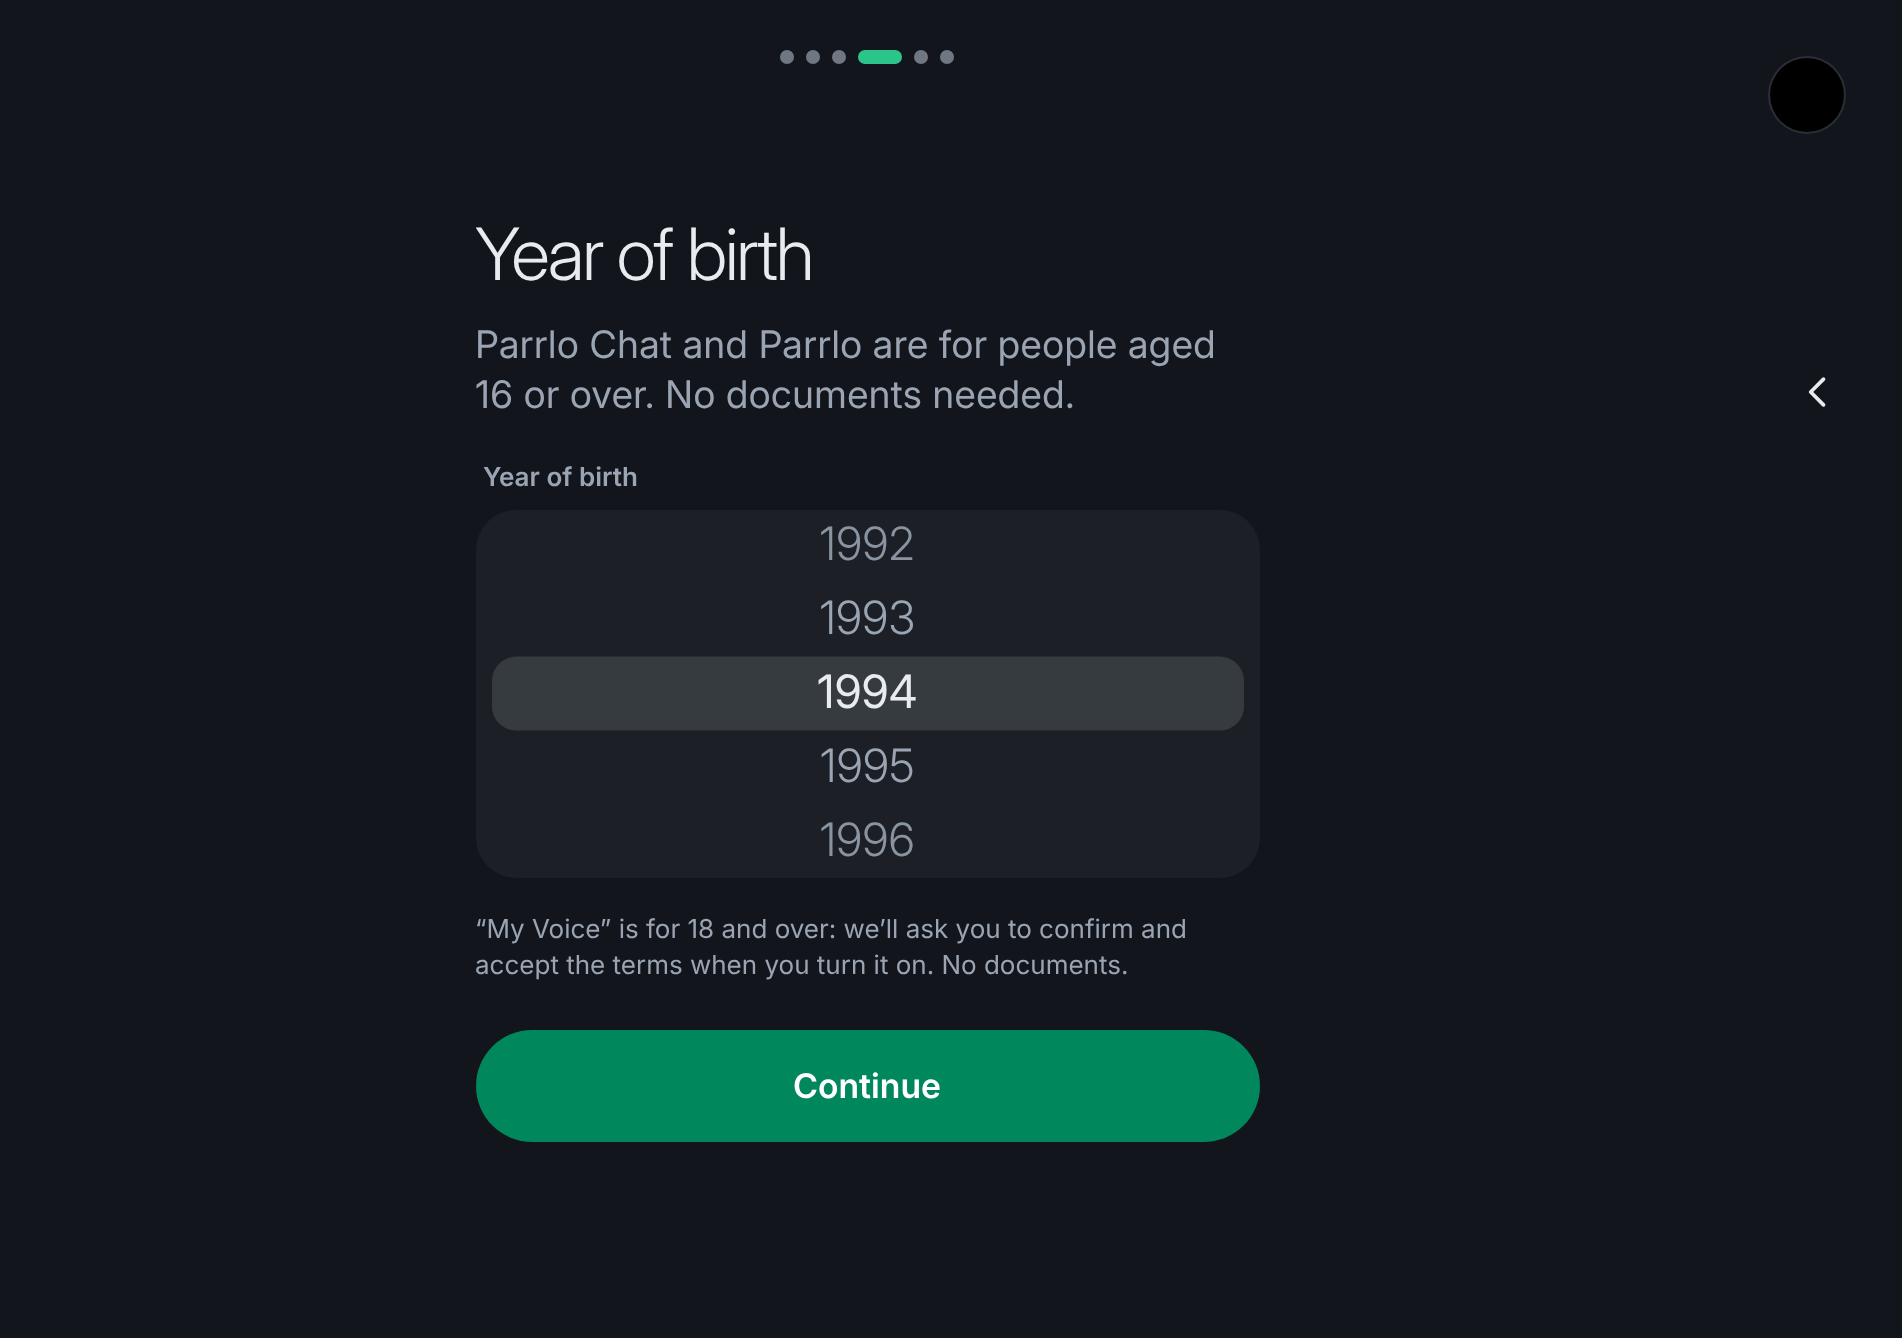 Year of birth
Parrlo Chat and Parrlo are for people aged
16 or over. No documents needed.
Year of birth
1992
1993
1994
1995
1996
“My Voice” is for 18 and over: we’ll ask you to confirm and
accept the terms when you turn it on. No documents.
Continue